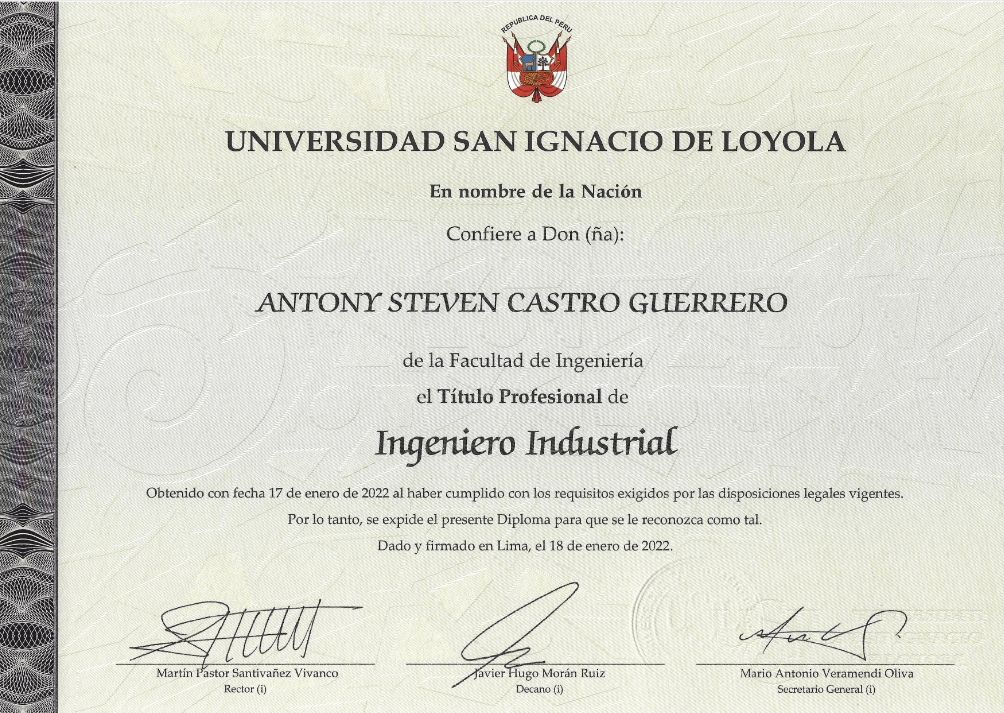 REPUBLICA DEL PERU
UNIVERSIDAD SAN IGNACIO DE LOYOLA
En nombre de la Nación
Confiere a Don (ña):
ANTONY STEVEN CASTRO GUERRERO
de la Facultad de Ingeniería
el Título Profesional de
Ingeniero Industrial
Obtenido con fecha 17 de enero de 2022 al haber cumplido con los requisitos exigidos por las disposiciones legales vigentes.
Por lo tanto, se expide el presente Diploma para que se le reconozca como tal.
Dado y firmado en Lima, el 18 de enero de 2022.
Martín Pastor Santivañez Vivanco
Rector (i)
Javier Hugo Morán Ruiz
Decano (i)
Mario Antonio Veramendi Oliva
Secretario General (i)